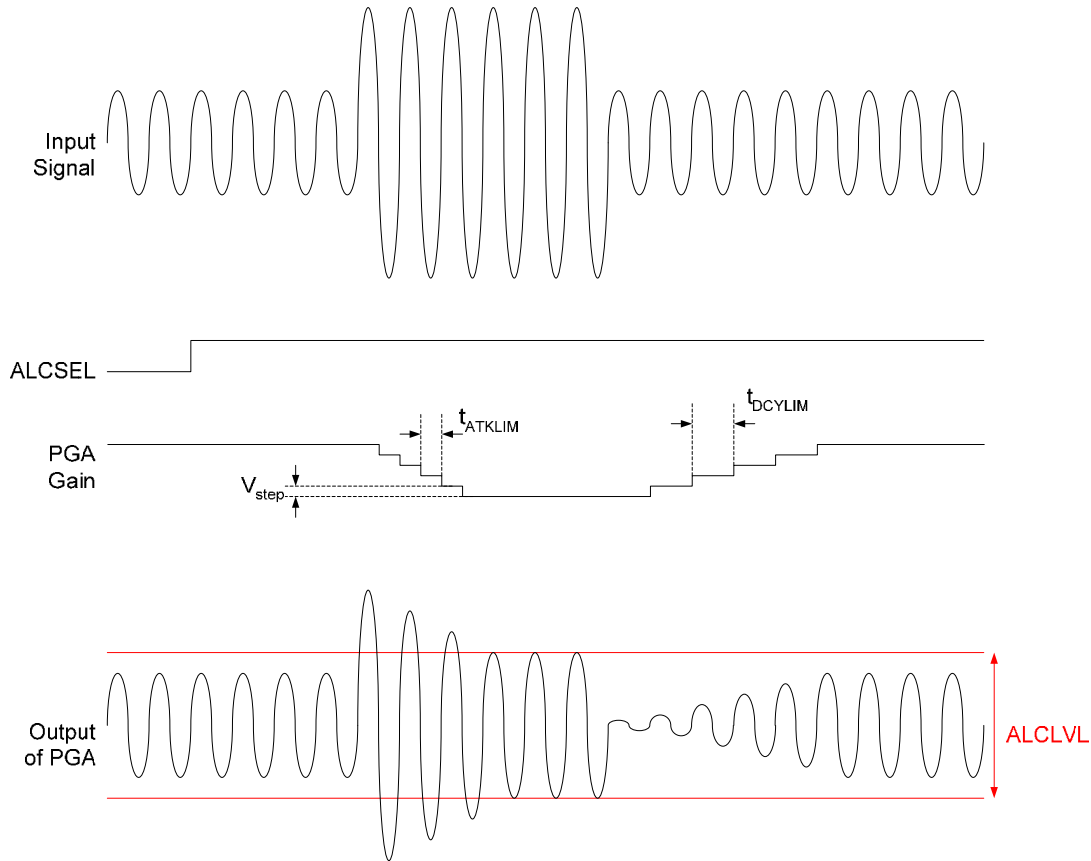 Input
Signal
ALCSEL
tDCYLIM
tATKLIM
PGA
Gain
Vstep
Output
of PGA
ALCLVL